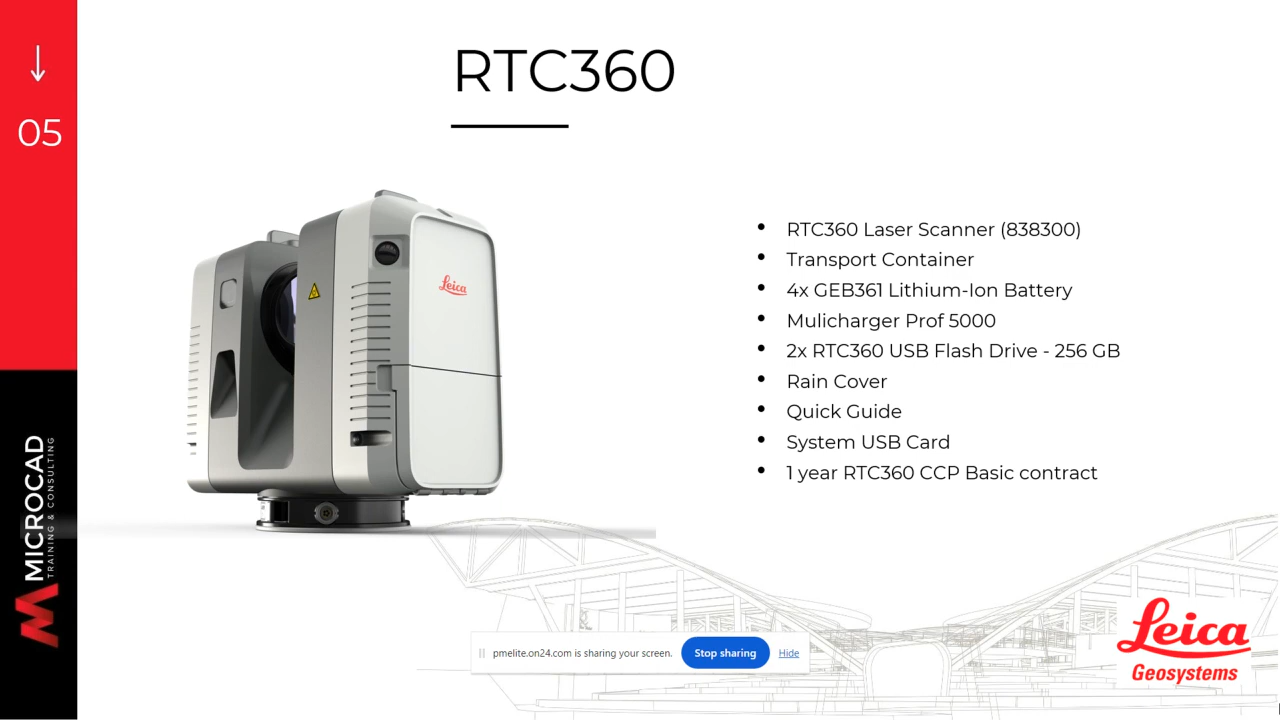 RTC360
05
RTC360 Laser Scanner (838300)
Transport Container
4x GEB361 Lithium-Ion Battery
Mulicharger Prof 5000
2x RTC360 USB Flash Drive - 256 GB
Rain Cover
Quick Guide
System USB Card
1 year RTC360 CCP Basic contract
Leica
MICROCAD
TRAINING & CONSULTING
pmelite.on24.com is sharing your screen.
Stop sharing
Hide
Leica
Geosystems